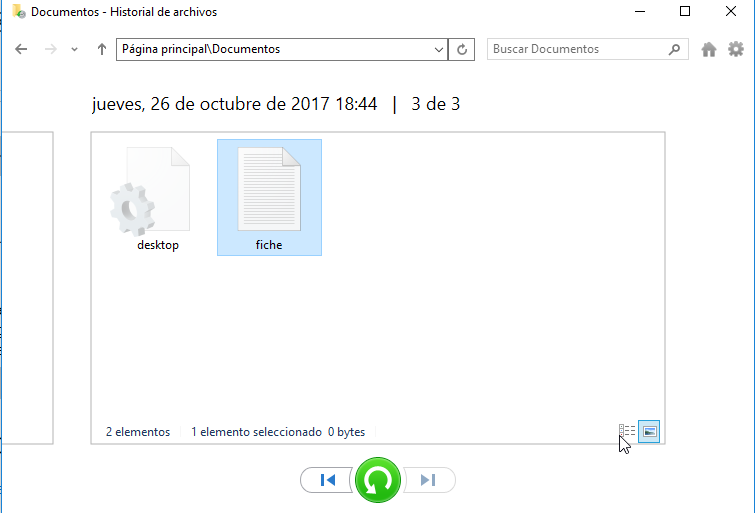 Documentos - Historial de archivos
Página principal\Documentos
Buscar Documentos
jueves, 26 de octubre de 2017 18:44 | 3 de 3
desktop
fiche
2 elementos
1 elemento seleccionado 0 bytes